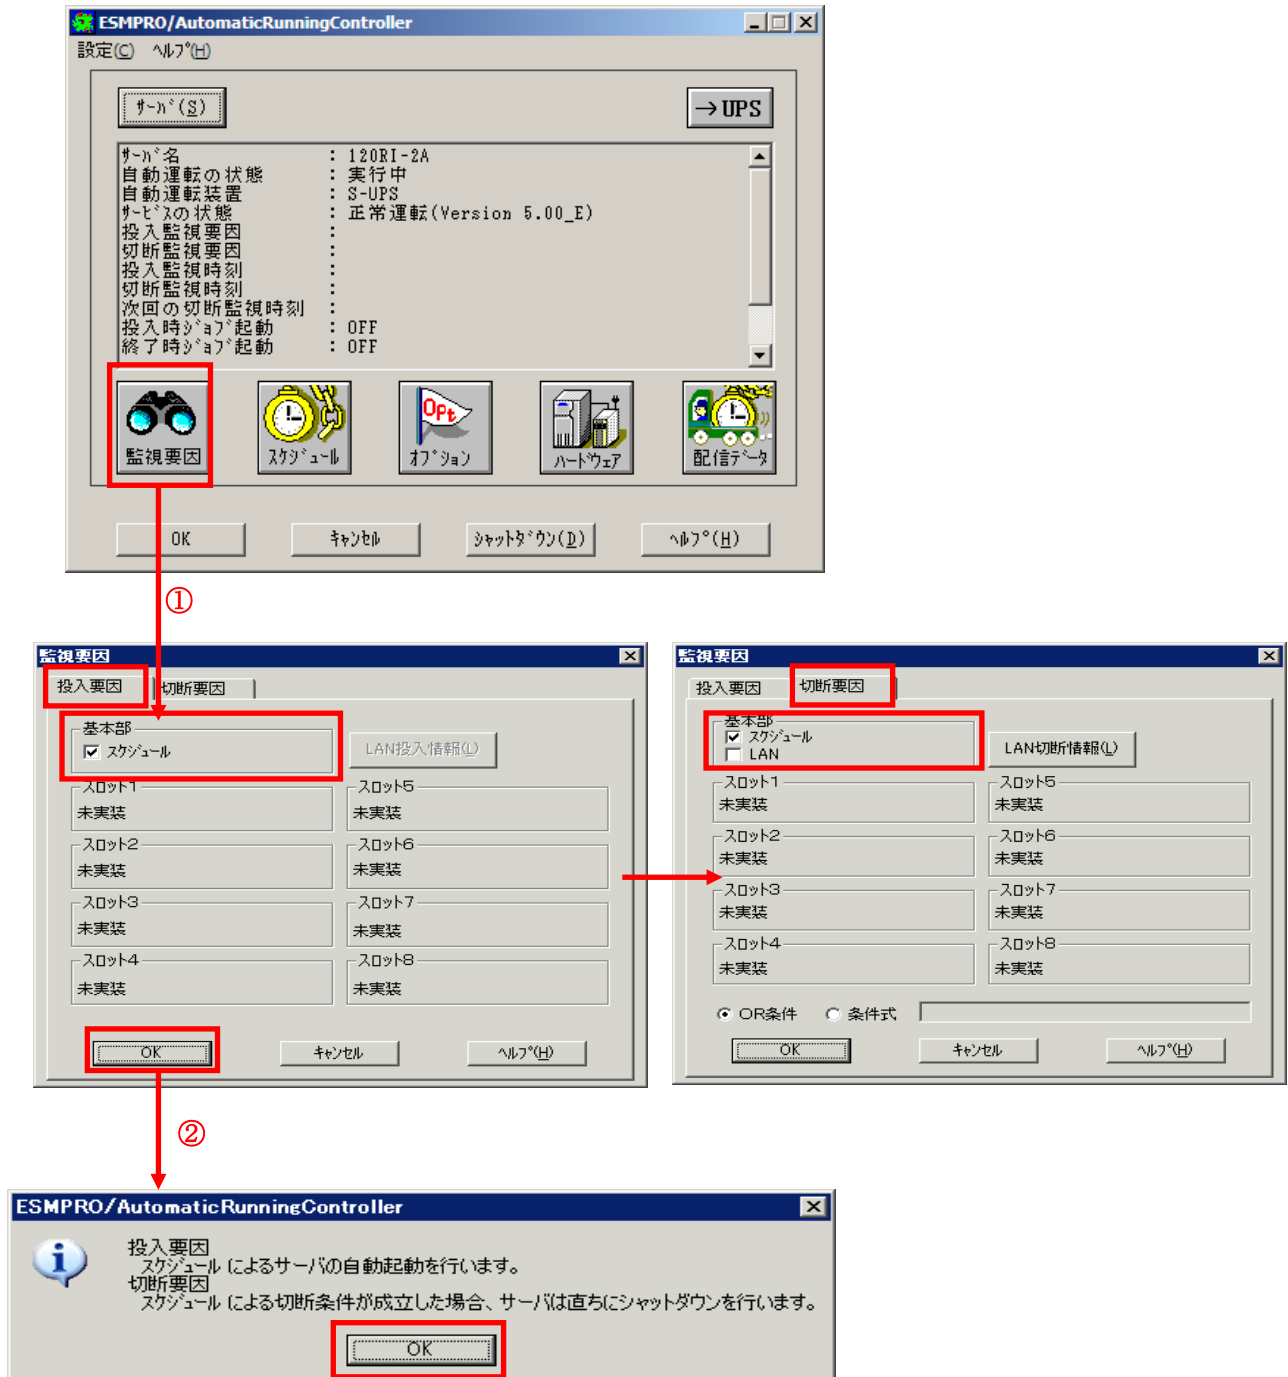 ESMPRO/AutomaticRunningController
設定(C) ﾍﾙﾌﾟ(H)
ｻｰﾊﾞ(S)
→UPS
ｻｰﾊﾞ名 : 120RI-2A
自動運転の状態 : 実行中
自動運転装置 : S-UPS
ｻｰﾋﾞｽの状態 : 正常運転(Version 5.00_E)
投入監視要因 :
切断監視要因 :
投入監視時刻 :
切断監視時刻 :
次回の切断監視時刻 :
投入時ｼﾞｮﾌﾞ起動 : OFF
終了時ｼﾞｮﾌﾞ起動 : OFF
Opt
監視要因 ｽｹｼﾞｭｰﾙ ｵﾌﾟｼｮﾝ ﾊｰﾄﾞｳｪｱ 配信ﾃﾞｰﾀ
OK ｷｬﾝｾﾙ ｼｬｯﾄﾀﾞｳﾝ(D) ﾍﾙﾌﾟ(H)
①
監視要因
投入要因 切断要因
基本部
ｽｹｼﾞｭｰﾙ
LAN投入情報(L)
スロット1 スロット5
未実装 未実装
スロット2 スロット6
未実装 未実装
スロット3 スロット7
未実装 未実装
スロット4 スロット8
未実装 未実装
OK ｷｬﾝｾﾙ ﾍﾙﾌﾟ(H)
監視要因
投入要因 切断要因
基本部
ｽｹｼﾞｭｰﾙ
LAN
LAN切断情報(L)
スロット1 スロット5
未実装 未実装
スロット2 スロット6
未実装 未実装
スロット3 スロット7
未実装 未実装
スロット4 スロット8
未実装 未実装
OR条件 条件式
OK ｷｬﾝｾﾙ ﾍﾙﾌﾟ(H)
②
ESMPRO/AutomaticRunningController
投入要因
スケジュール によるサーバの自動起動を行います。
切断要因
スケジュール による切断条件が成立した場合、サーバは直ちにシャットダウンを行います。
OK